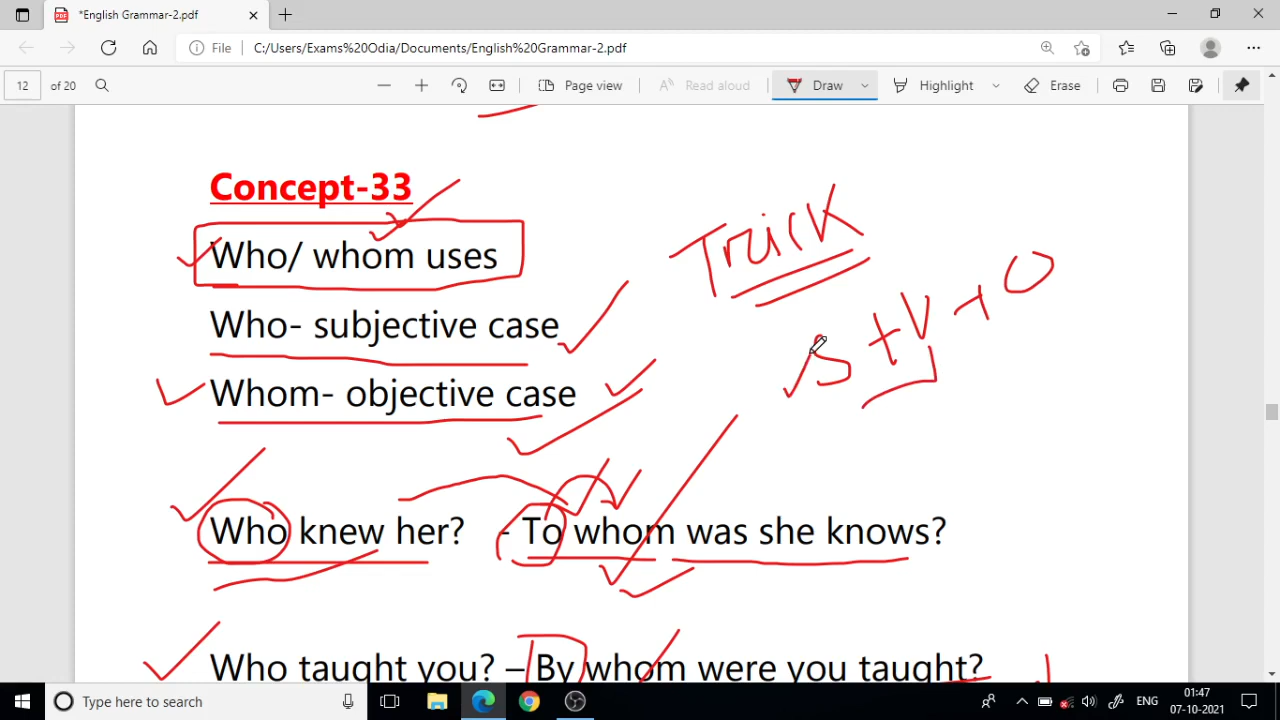 *English Grammar-2.pdf
File C:/Users/Exams%20Odia/Documents/English%20Grammar-2.pdf
12 of 20 Page view Read aloud Draw Highlight Erase
Concept-33
Who/ whom uses
Trick
Who- subjective case
S + V + O
Whom- objective case
Who knew her? - To whom was she knows?
Who taught you? – By whom were you taught?
Type here to search
ENG
01:47
07-10-2021